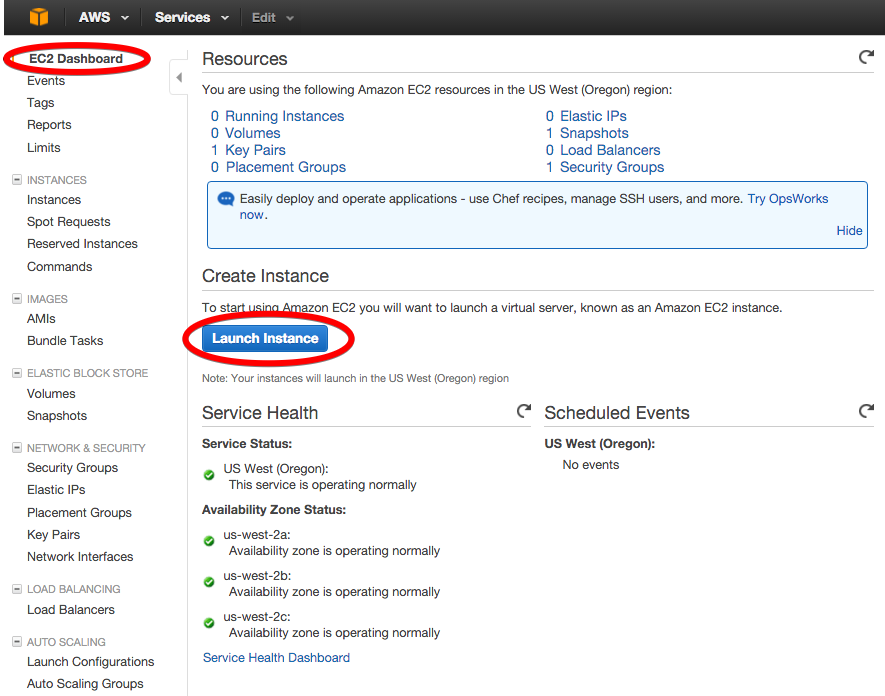 AWS Services Edit
EC2 Dashboard
Events
Tags
Reports
Limits
INSTANCES
Instances
Spot Requests
Reserved Instances
Commands
IMAGES
AMIs
Bundle Tasks
ELASTIC BLOCK STORE
Volumes
Snapshots
NETWORK & SECURITY
Security Groups
Elastic IPs
Placement Groups
Key Pairs
Network Interfaces
LOAD BALANCING
Load Balancers
AUTO SCALING
Launch Configurations
Auto Scaling Groups
Resources
You are using the following Amazon EC2 resources in the US West (Oregon) region:
0 Running Instances
0 Volumes
1 Key Pairs
0 Placement Groups
0 Elastic IPs
1 Snapshots
0 Load Balancers
1 Security Groups
Easily deploy and operate applications - use Chef recipes, manage SSH users, and more. Try OpsWorks
now.
Hide
Create Instance
To start using Amazon EC2 you will want to launch a virtual server, known as an Amazon EC2 instance.
Launch Instance
Note: Your instances will launch in the US West (Oregon) region
Service Health
Service Status:
US West (Oregon):
This service is operating normally
Availability Zone Status:
us-west-2a:
Availability zone is operating normally
us-west-2b:
Availability zone is operating normally
us-west-2c:
Availability zone is operating normally
Service Health Dashboard
Scheduled Events
US West (Oregon):
No events